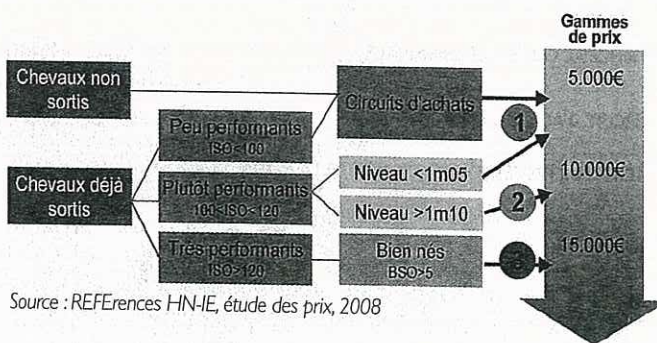 Gammes
de prix
Chevaux non
sortis
Circuits d'achats
5.000€
1
Peu performants
ISO<100
Chevaux déjà
sortis
Plutôt performants
100<ISO<120
Niveau <1m05
10.000€
Niveau >1m10
2
Très performants
ISO>120
Bien nés
BSO>5
3
15.000€
Source : REFErences HN-IE, étude des prix, 2008